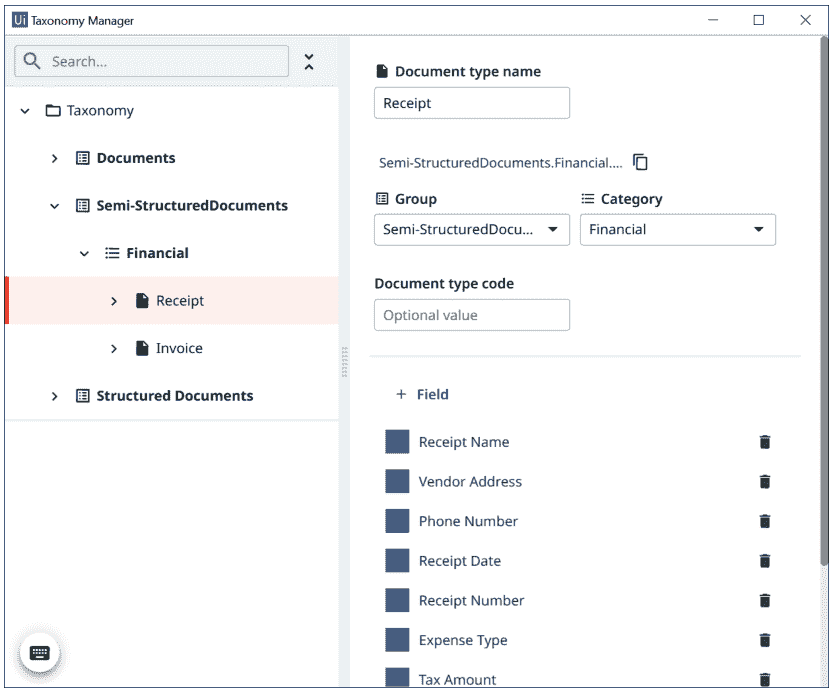 Ui Taxonomy Manager
Search...
Taxonomy
Documents
Semi-StructuredDocuments
Financial
Receipt
Invoice
Structured Documents
Document type name
Receipt
Semi-StructuredDocuments.Financial....
Group
Category
Semi-StructuredDocu...
Financial
Document type code
Optional value
+ Field
Receipt Name
Vendor Address
Phone Number
Receipt Date
Receipt Number
Expense Type
Tax Amount